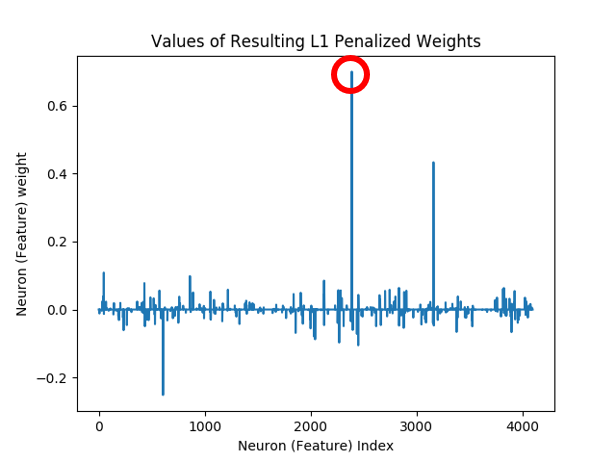 Values of Resulting L1 Penalized Weights
0.6
0.4
0.2
0.0
−0.2
Neuron (Feature) weight
0 1000 2000 3000 4000
Neuron (Feature) Index